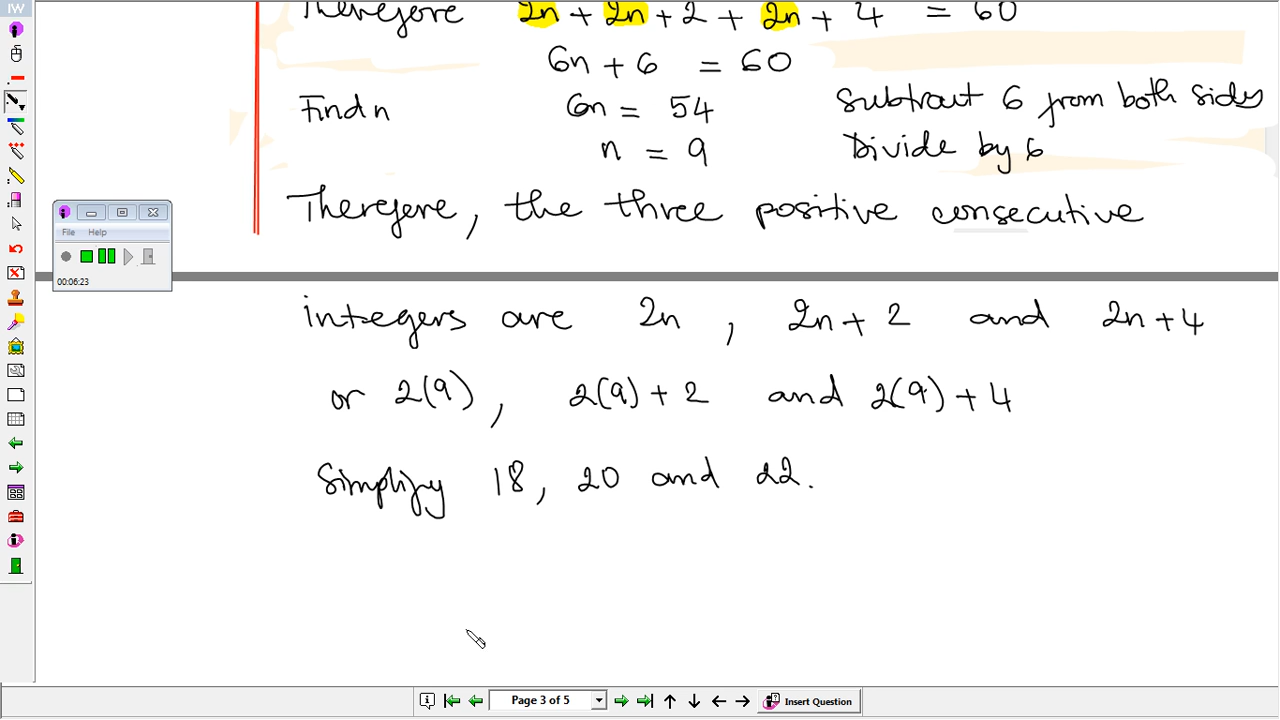 IW
Therefore 2n + 2n + 2 + 2n + 4 = 60
6n + 6 = 60
Find n 6n = 54 Subtract 6 from both sides
n = 9 Divide by 6
Therefore, the three positive consecutive
File Help
00:06:23
integers are 2n, 2n + 2 and 2n + 4
or 2(9), 2(9) + 2 and 2(9) + 4
Simplify 18, 20 and 22.
Page 3 of 5 Insert Question